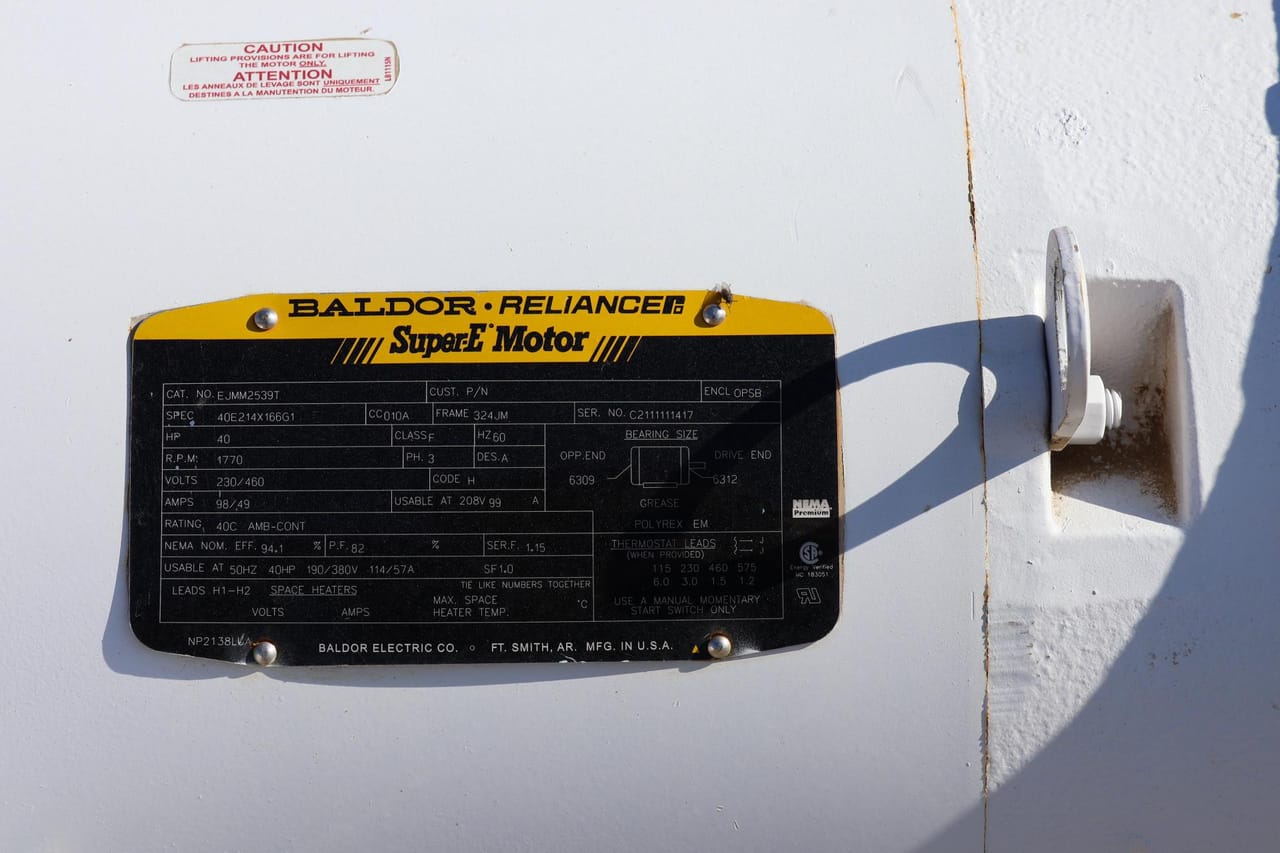 CAUTION
LIFTING PROVISIONS ARE FOR LIFTING
THE MOTOR ONLY.
ATTENTION
LES ANNEAUX DE LEVAGE SONT UNIQUEMENT
DESTINES A LA MANUTENTION DU MOTEUR.
LB1115N
BALDOR · RELIANCE
Super-E Motor
CAT. NO. EJMM2539T CUST. P/N ENCL OPSB
SPEC 40E214X166G1 CC 010A FRAME 324JM SER. NO. C2111111417
HP 40 CLASS F HZ 60 BEARING SIZE
R.P.M. 1770 PH. 3 DES. A OPP.END DRIVE END
VOLTS 230/460 CODE H 6309 6312
AMPS 98/49 USABLE AT 208V 99 A GREASE
RATING 40C AMB-CONT POLYREX EM
NEMA NOM. EFF. 94.1 % P.F. 82 % SER.F. 1.15 THERMOSTAT LEADS J J
(WHEN PROVIDED)
USABLE AT 50HZ 40HP 190/380V 114/57A SF1.0 115 230 460 575
6.0 3.0 1.5 1.2
LEADS H1-H2 SPACE HEATERS TIE LIKE NUMBERS TOGETHER
MAX. SPACE °C USE A MANUAL MOMENTARY
VOLTS AMPS HEATER TEMP. START SWITCH ONLY
NEMA
Premium
Energy Verified
NP2138L
BALDOR ELECTRIC CO. FT. SMITH, AR. MFG. IN U.S.A.